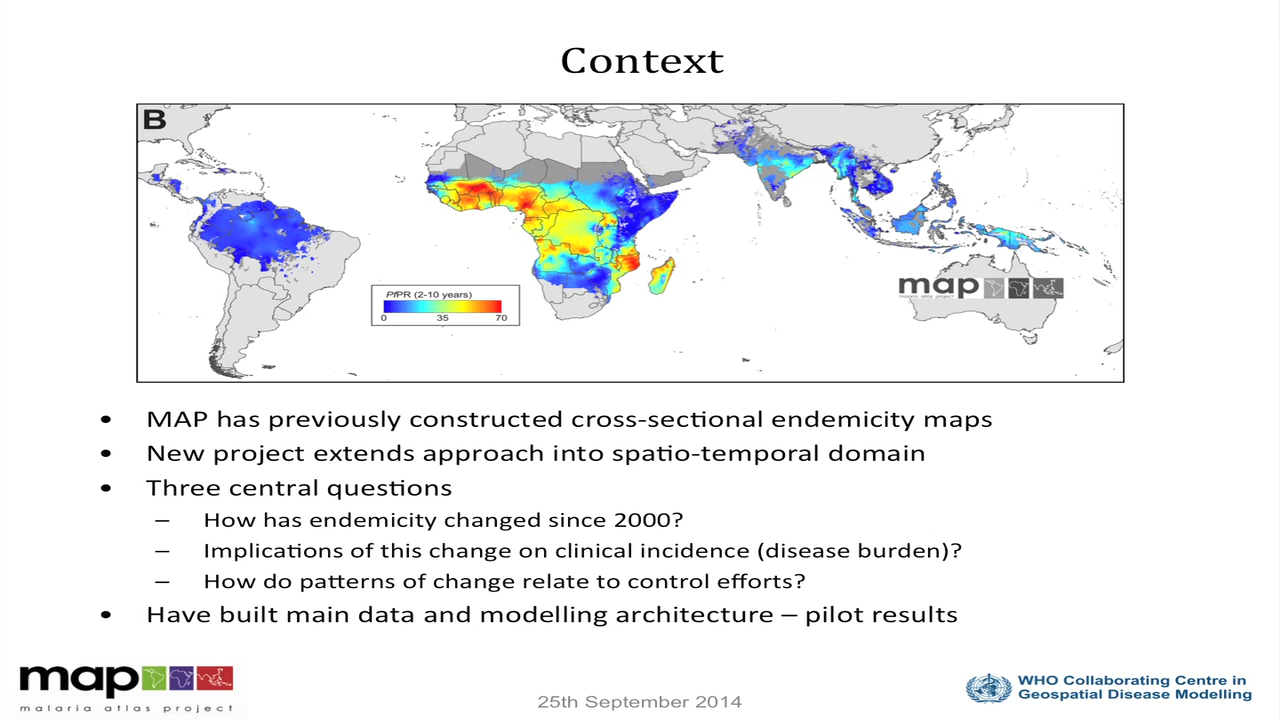 Context
B
PfPR (2-10 years)
0 35 70
map
malaria atlas project
• MAP has previously constructed cross-sectional endemicity maps
• New project extends approach into spatio-temporal domain
• Three central questions
– How has endemicity changed since 2000?
– Implications of this change on clinical incidence (disease burden)?
– How do patterns of change relate to control efforts?
• Have built main data and modelling architecture – pilot results
map
malaria atlas project
25th September 2014
WHO Collaborating Centre in
Geospatial Disease Modelling